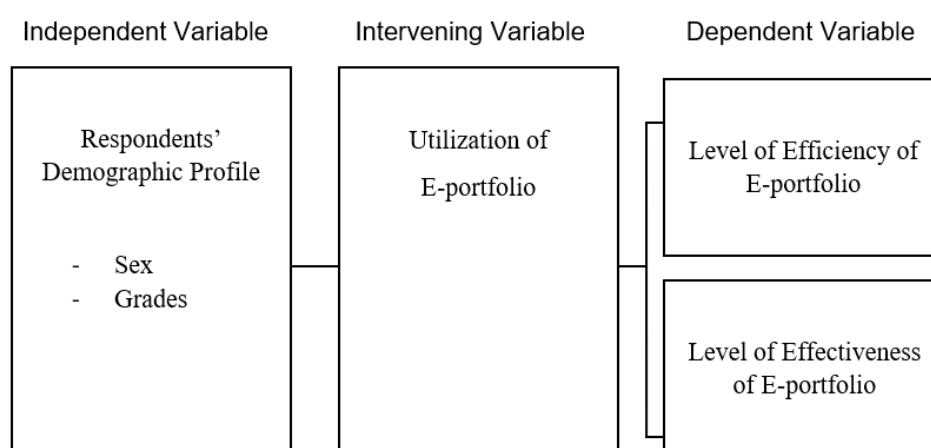 Independent Variable
Intervening Variable
Dependent Variable
Respondents’
Demographic Profile
- Sex
- Grades
Utilization of
E-portfolio
Level of Efficiency of
E-portfolio
Level of Effectiveness
of E-portfolio